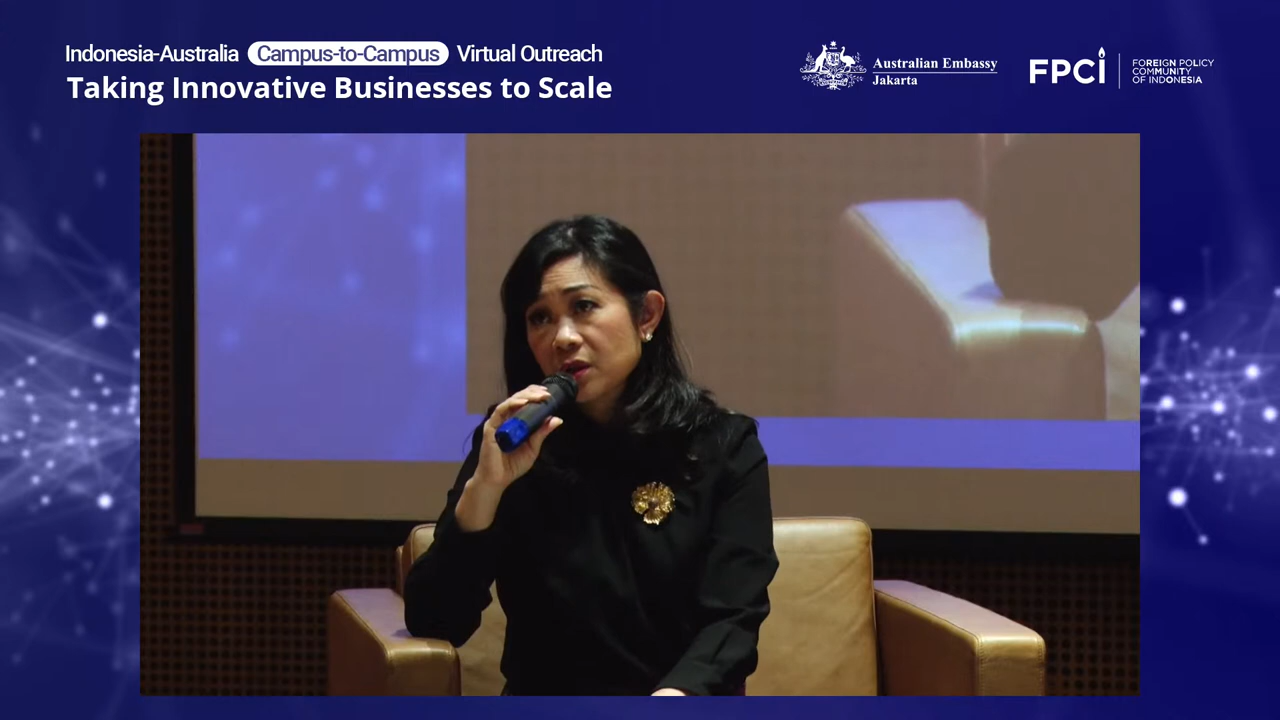 Indonesia-Australia Campus-to-Campus Virtual Outreach
Taking Innovative Businesses to Scale
Australian Embassy
Jakarta
FPCI
FOREIGN POLICY
COMMUNITY
OF INDONESIA